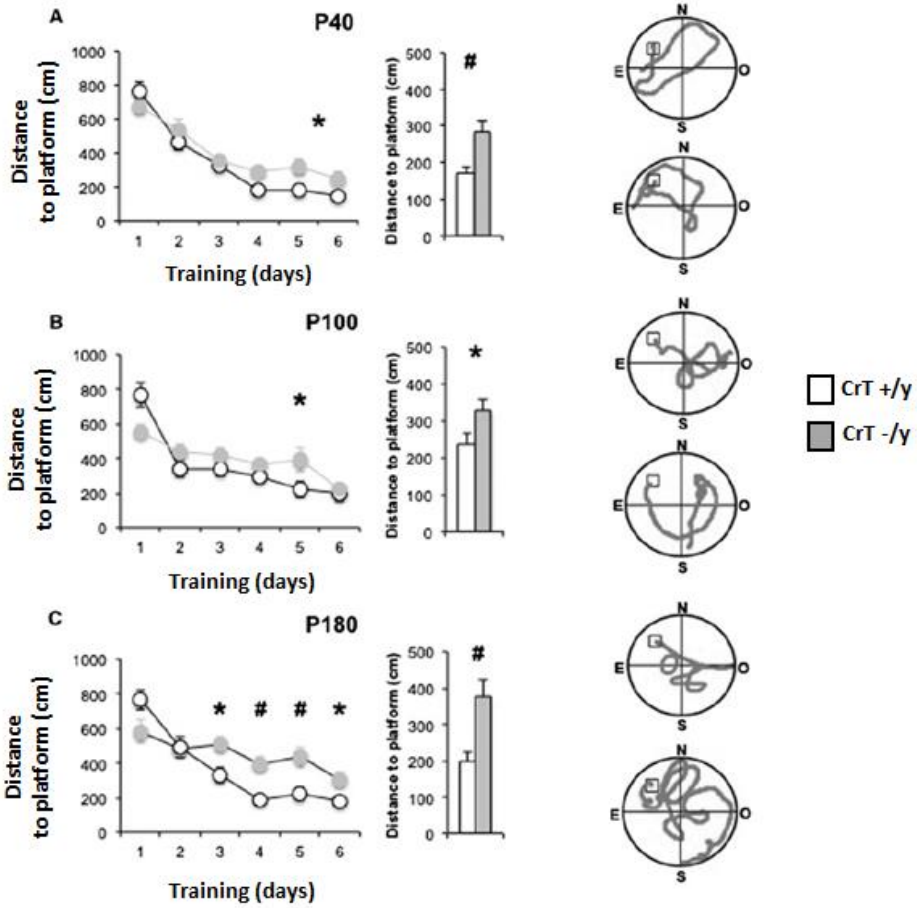 A
P40
Distance
to platform (cm)
1000
800
600
400
200
0
*
1 2 3 4 5 6
Training (days)
Distance to platform (cm)
500
400
300
200
100
0
#
N
E
O
S
N
E
O
S
B
P100
Distance
to platform (cm)
1000
800
600
400
200
0
*
1 2 3 4 5 6
Training (days)
Distance to platform (cm)
500
400
300
200
100
0
*
N
E
O
S
N
E
O
S
CrT +/y
CrT -/y
C
P180
Distance
to platform (cm)
1000
800
600
400
200
0
* # # *
1 2 3 4 5 6
Training (days)
Distance to platform (cm)
500
400
300
200
100
0
#
N
E
O
S
N
E
O
S